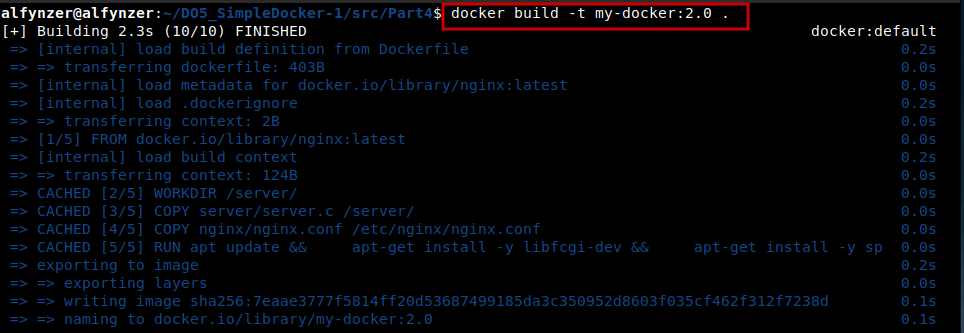 alfynzer@alfynzer:~/DO5_SimpleDocker-1/src/Part4$ docker build -t my-docker:2.0 .
[+] Building 2.3s (10/10) FINISHED docker:default
=> [internal] load build definition from Dockerfile 0.2s
=> => transferring dockerfile: 403B 0.0s
=> [internal] load metadata for docker.io/library/nginx:latest 0.0s
=> [internal] load .dockerignore 0.2s
=> => transferring context: 2B 0.0s
=> [1/5] FROM docker.io/library/nginx:latest 0.0s
=> [internal] load build context 0.2s
=> => transferring context: 124B 0.0s
=> CACHED [2/5] WORKDIR /server/ 0.0s
=> CACHED [3/5] COPY server/server.c /server/ 0.0s
=> CACHED [4/5] COPY nginx/nginx.conf /etc/nginx/nginx.conf 0.0s
=> CACHED [5/5] RUN apt update && apt-get install -y libfcgi-dev && apt-get install -y sp 0.0s
=> exporting to image 0.2s
=> => exporting layers 0.0s
=> => writing image sha256:7eaae3777f5814ff20d53687499185da3c350952d8603f035cf462f312f7238d 0.1s
=> => naming to docker.io/library/my-docker:2.0 0.1s